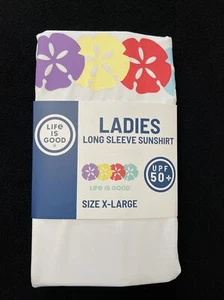 LIFE
IS
GOOD
LADIES
LONG SLEEVE SUNSHIRT
LIFE IS GOOD
SIZE X-LARGE
UPF
50+